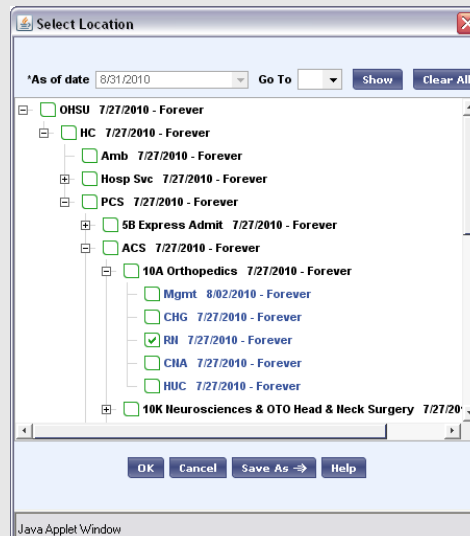 Select Location
*As of date 8/31/2010 Go To Show Clear All
OHSU 7/27/2010 - Forever
HC 7/27/2010 - Forever
Amb 7/27/2010 - Forever
Hosp Svc 7/27/2010 - Forever
PCS 7/27/2010 - Forever
5B Express Admit 7/27/2010 - Forever
ACS 7/27/2010 - Forever
10A Orthopedics 7/27/2010 - Forever
Mgmt 8/02/2010 - Forever
CHG 7/27/2010 - Forever
RN 7/27/2010 - Forever
CNA 7/27/2010 - Forever
HUC 7/27/2010 - Forever
10K Neurosciences & OTO Head & Neck Surgery 7/27/20
OK Cancel Save As Help
Java Applet Window